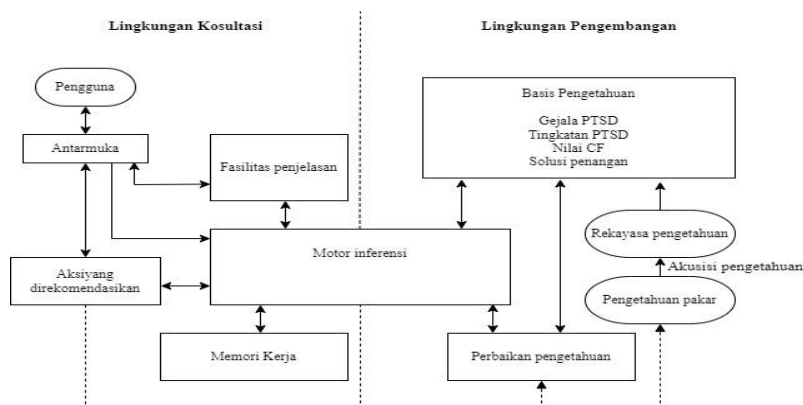 Lingkungan Kosultasi
Lingkungan Pengembangan
Pengguna
Antarmuka
Fasilitas penjelasan
Motor inferensi
Aksiyang
direkomendasikan
Memori Kerja
Basis Pengetahuan
Gejala PTSD
Tingkatan PTSD
Nilai CF
Solusi penangan
Rekayasa pengetahuan
Akusisi pengetahuan
Pengetahuan pakar
Perbaikan pengetahuan